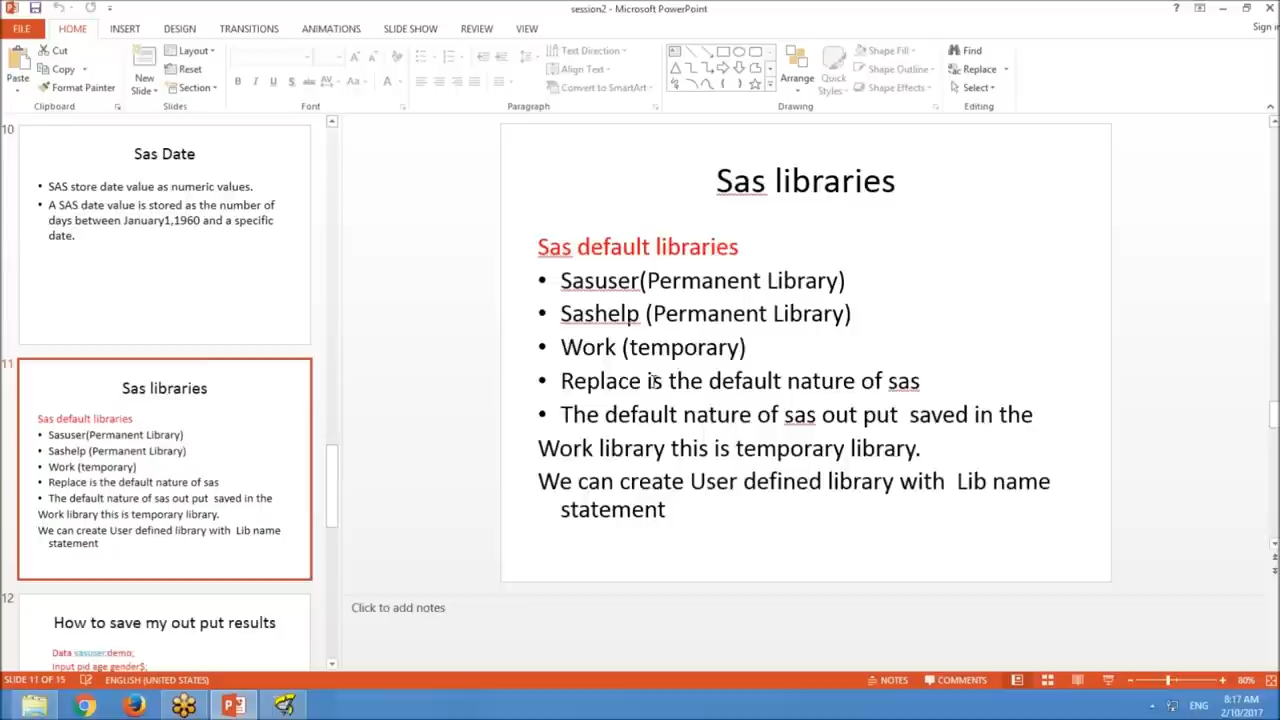 session2 - Microsoft PowerPoint
Sign in
FILE HOME INSERT DESIGN TRANSITIONS ANIMATIONS SLIDE SHOW REVIEW VIEW
Cut
Copy
Format Painter
Paste
Clipboard
New
Slide
Layout
Reset
Section
Slides
Font
Text Direction
Align Text
Convert to SmartArt
Paragraph
Arrange
Quick
Styles
Shape Fill
Shape Outline
Shape Effects
Drawing
Find
Replace
Select
Editing
10
Sas Date
• SAS store date value as numeric values.
• A SAS date value is stored as the number of
days between January1,1960 and a specific
date.
11
Sas libraries
Sas default libraries
• Sasuser(Permanent Library)
• Sashelp (Permanent Library)
• Work (temporary)
• Replace is the default nature of sas
• The default nature of sas out put saved in the
Work library this is temporary library.
We can create User defined library with Lib name
statement
12
How to save my out put results
Data sasuser.demo;
Input pid age gender$;
Sas libraries
Sas default libraries
• Sasuser(Permanent Library)
• Sashelp (Permanent Library)
• Work (temporary)
• Replace is the default nature of sas
• The default nature of sas out put saved in the
Work library this is temporary library.
We can create User defined library with Lib name
statement
Click to add notes
SLIDE 11 OF 15 ENGLISH (UNITED STATES) NOTES COMMENTS 80%
ENG
8:17 AM
2/10/2017